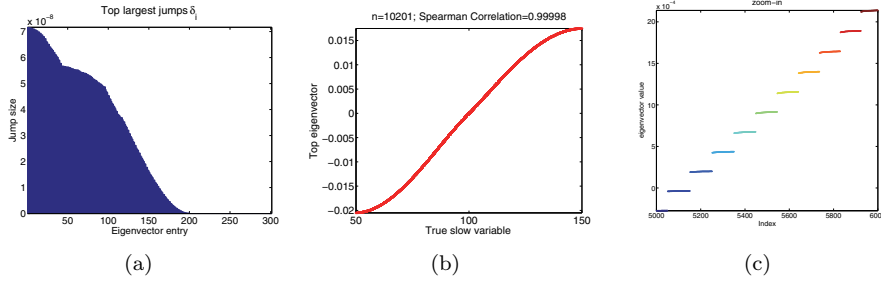 Top largest jumps δi
x 10^-8
Jump size
7
6
5
4
3
2
1
0
50 100 150 200 250 300
Eigenvector entry
(a)
n=10201; Spearman Correlation=0.99998
Top eigenvector
0.015
0.01
0.005
0
−0.005
−0.01
−0.015
−0.02
50 100 150
True slow variable
(b)
zoom−in
x 10^-4
eigenvector value
20
15
10
5
0
5000 5200 5400 5600 5800 6000
Index
(c)